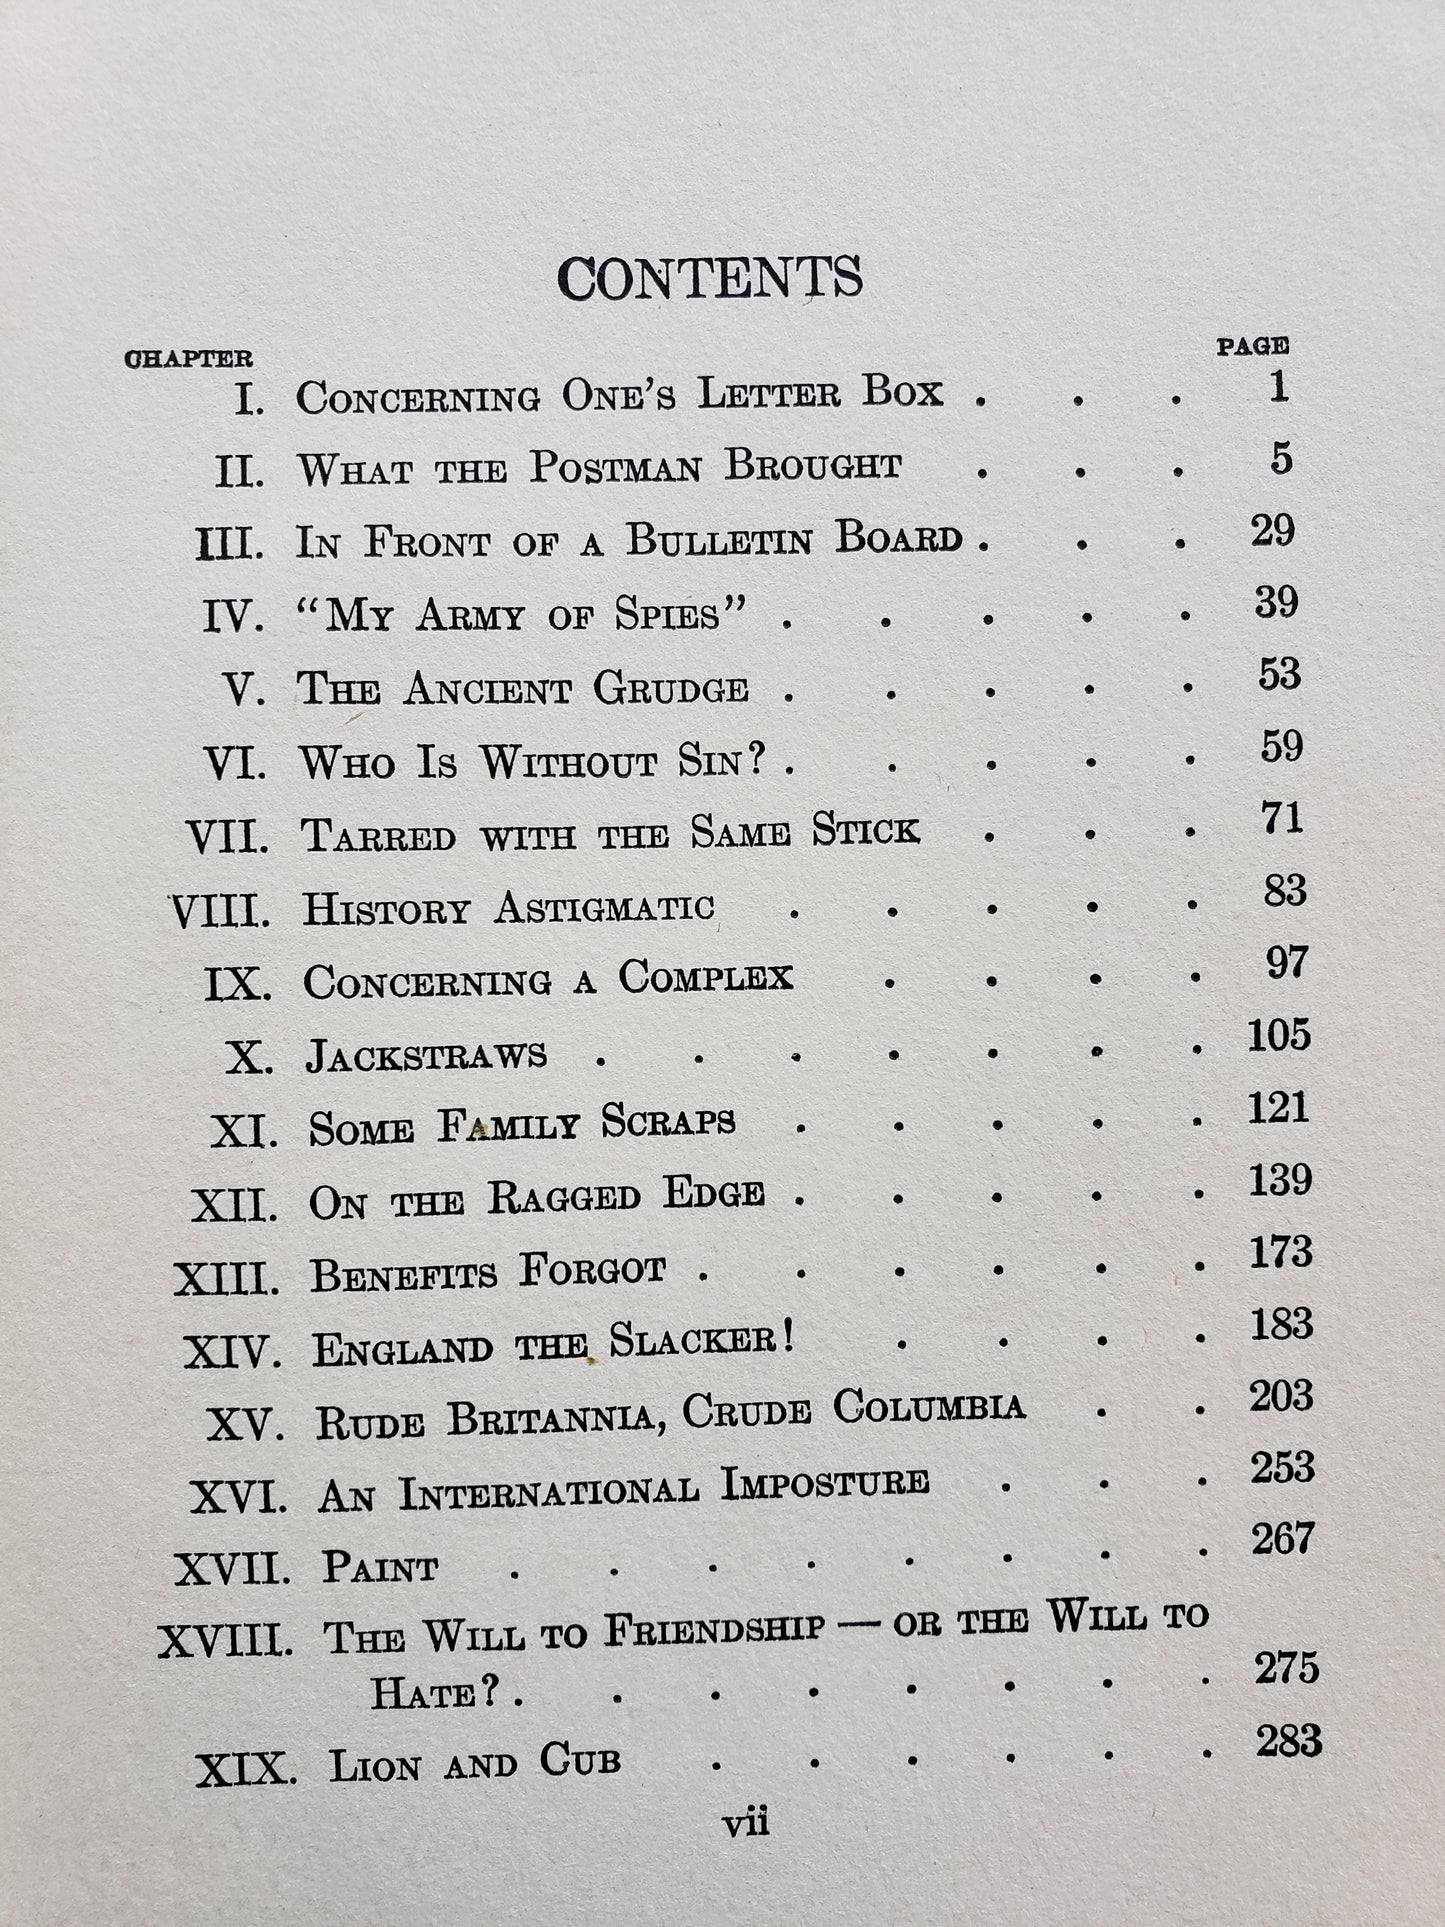 CONTENTS
CHAPTER PAGE
I. CONCERNING ONE'S LETTER BOX . . . 1
II. WHAT THE POSTMAN BROUGHT . . . 5
III. IN FRONT OF A BULLETIN BOARD . . . 29
IV. "MY ARMY OF SPIES" . . . . . 39
V. THE ANCIENT GRUDGE . . . . . 53
VI. WHO IS WITHOUT SIN? . . . . . 59
VII. TARRED WITH THE SAME STICK . . . 71
VIII. HISTORY ASTIGMATIC . . . . . 83
IX. CONCERNING A COMPLEX . . . . 97
X. JACKSTRAWS . . . . . . . 105
XI. SOME FAMILY SCRAPS . . . . . 121
XII. ON THE RAGGED EDGE . . . . . 139
XIII. BENEFITS FORGOT . . . . . . 173
XIV. ENGLAND THE SLACKER! . . . . 183
XV. RUDE BRITANNIA, CRUDE COLUMBIA . . 203
XVI. AN INTERNATIONAL IMPOSTURE . . . 253
XVII. PAINT . . . . . . . . 267
XVIII. THE WILL TO FRIENDSHIP — OR THE WILL TO
HATE? . . . . . . . . 275
XIX. LION AND CUB . . . . . . 283
vii